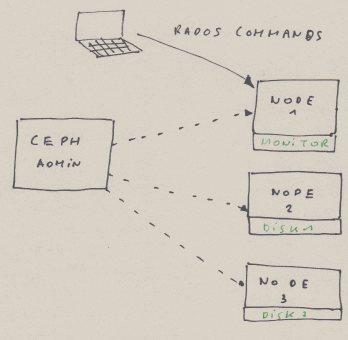 RADOS COMMANDS
NODE
1
MONITOR
CEPH
ADMIN
NODE
2
DISK 1
NODE
3
DISK 2